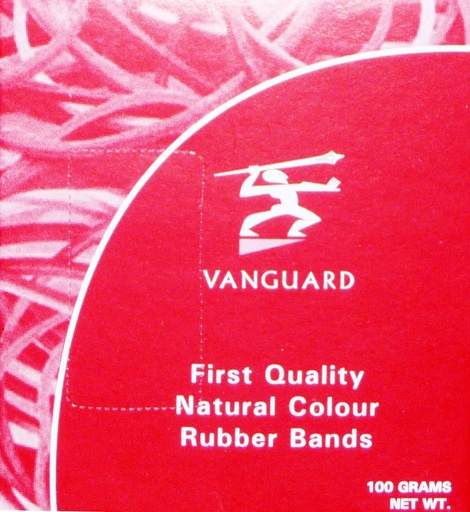 VANGUARD
First Quality
Natural Colour
Rubber Bands
100 GRAMS
NET WT.